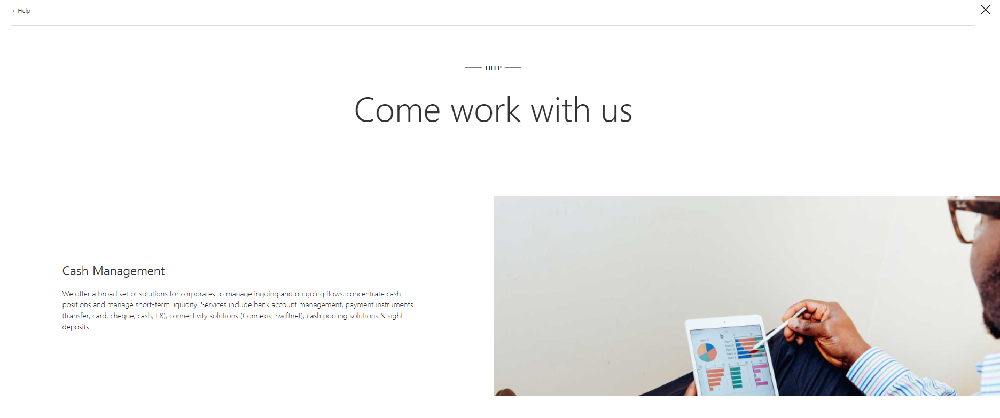 + Help
HELP
Come work with us
Cash Management
We offer a broad set of solutions for corporates to manage ingoing and outgoing flows, concentrate cash
positions and manage short-term liquidity. Services include bank account management, payment instruments
(transfer, card, cheque, cash, FX), connectivity solutions (Connexis, Swiftnet), cash pooling solutions & sight
deposits.